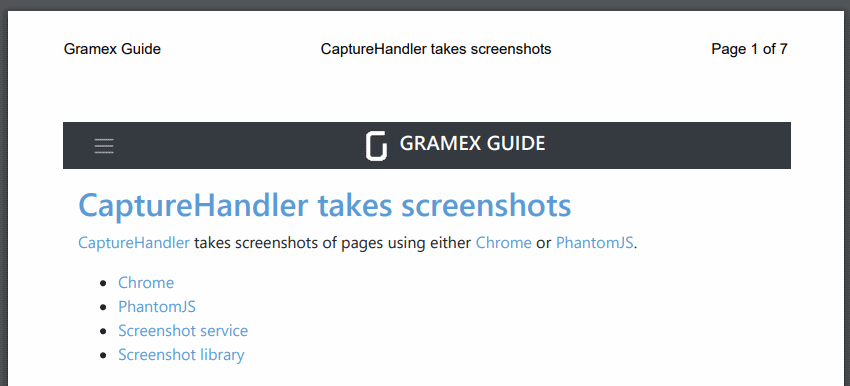 Gramex Guide CaptureHandler takes screenshots Page 1 of 7
GRAMEX GUIDE
CaptureHandler takes screenshots
CaptureHandler takes screenshots of pages using either Chrome or PhantomJS.
Chrome
PhantomJS
Screenshot service
Screenshot library